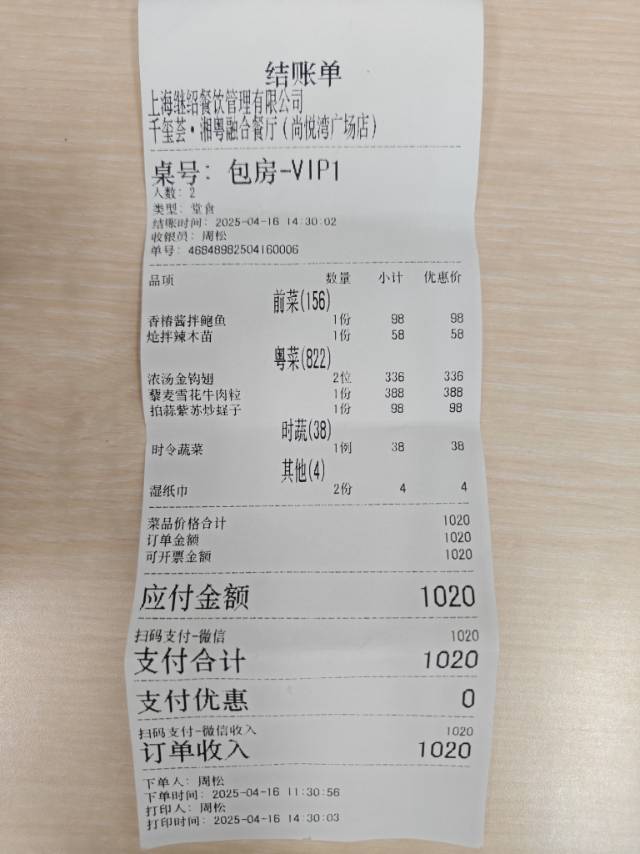 结账单
上海继绍餐饮管理有限公司
千玺荟·湘粤融合餐厅(尚悦湾广场店)
桌号: 包房-VIP1
人数: 2
类型: 堂食
结账时间: 2025-04-16 14:30:02
收银员: 周松
单号: 46848982504160006
品项 数量 小计 优惠价
前菜(156)
香椿酱拌鲍鱼 1份 98 98
炝拌辣木苗 1份 58 58
粤菜(822)
浓汤金钩翅 2位 336 336
藜麦雪花牛肉粒 1份 388 388
拍蒜紫苏炒蛏子 1份 98 98
时蔬(38)
时令蔬菜 1例 38 38
其他(4)
湿纸巾 2份 4 4
菜品价格合计 1020
订单金额 1020
可开票金额 1020
应付金额 1020
扫码支付-微信 1020
支付合计 1020
支付优惠 0
扫码支付-微信收入 1020
订单收入 1020
下单人: 周松
下单时间: 2025-04-16 11:30:56
打印人: 周松
打印时间: 2025-04-16 14:30:03